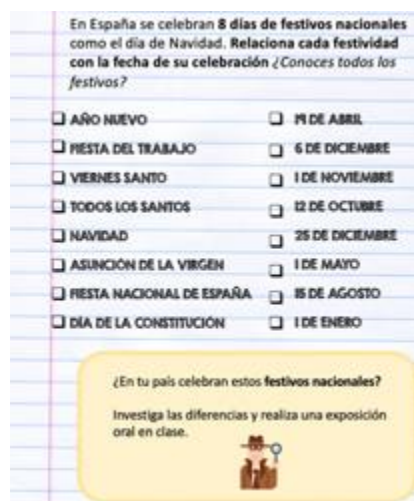 En España se celebran 8 días de festivos nacionales
como el día de Navidad. Relaciona cada festividad
con la fecha de su celebración ¿Conoces todos los
festivos?
AÑO NUEVO
FIESTA DEL TRABAJO
VIERNES SANTO
TODOS LOS SANTOS
NAVIDAD
ASUNCIÓN DE LA VIRGEN
FIESTA NACIONAL DE ESPAÑA
DÍA DE LA CONSTITUCIÓN
19 DE ABRIL
6 DE DICIEMBRE
1 DE NOVIEMBRE
12 DE OCTUBRE
25 DE DICIEMBRE
1 DE MAYO
15 DE AGOSTO
1 DE ENERO
¿En tu país celebran estos festivos nacionales?
Investiga las diferencias y realiza una exposición
oral en clase.